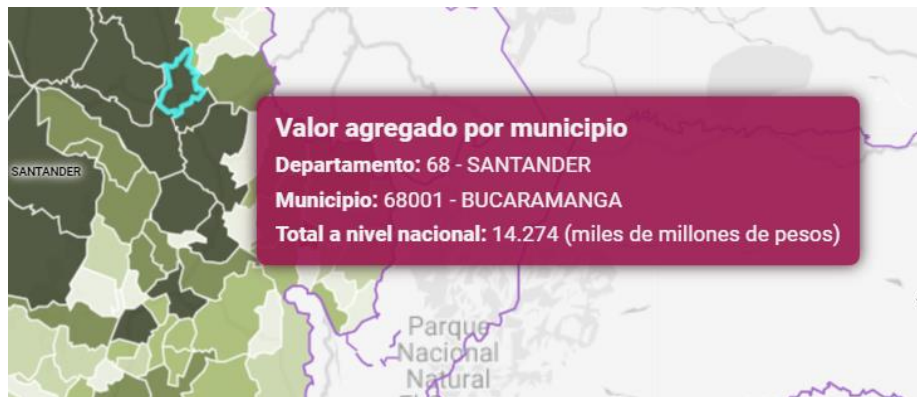 SANTANDER
Valor agregado por municipio
Departamento: 68 - SANTANDER
Municipio: 68001 - BUCARAMANGA
Total a nivel nacional: 14.274 (miles de millones de pesos)
Parque
Nacional
Natural